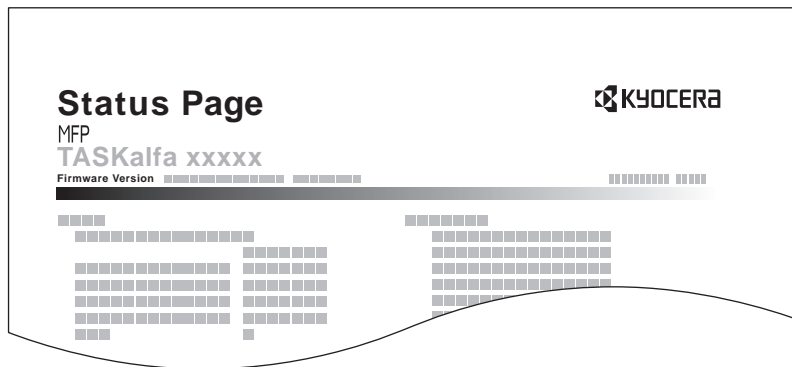 Status Page
KYOCERA
MFP
TASKalfa xxxxx
Firmware Version